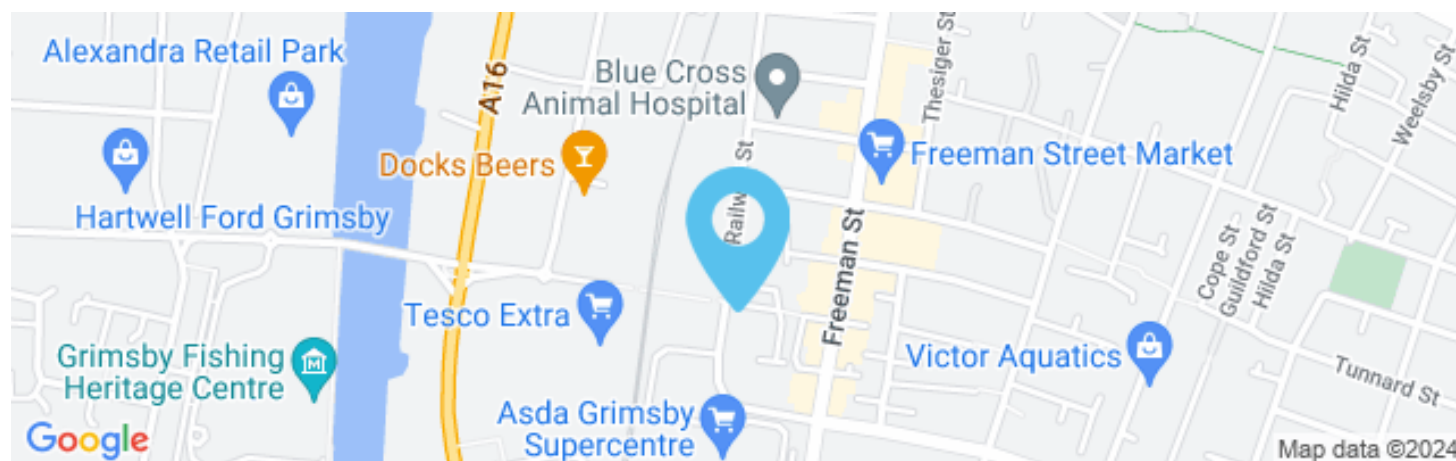 Alexandra Retail Park
A16
Blue Cross
Animal Hospital
Thesiger St
Hilda St
Weelsby St
Docks Beers
Freeman Street Market
Hartwell Ford Grimsby
St
Freeman St
Cope St
Guildford St
Hilda St
Tesco Extra
Grimsby Fishing
Heritage Centre
Victor Aquatics
Tunnard St
Asda Grimsby
Supercentre
Google
Map data ©2024